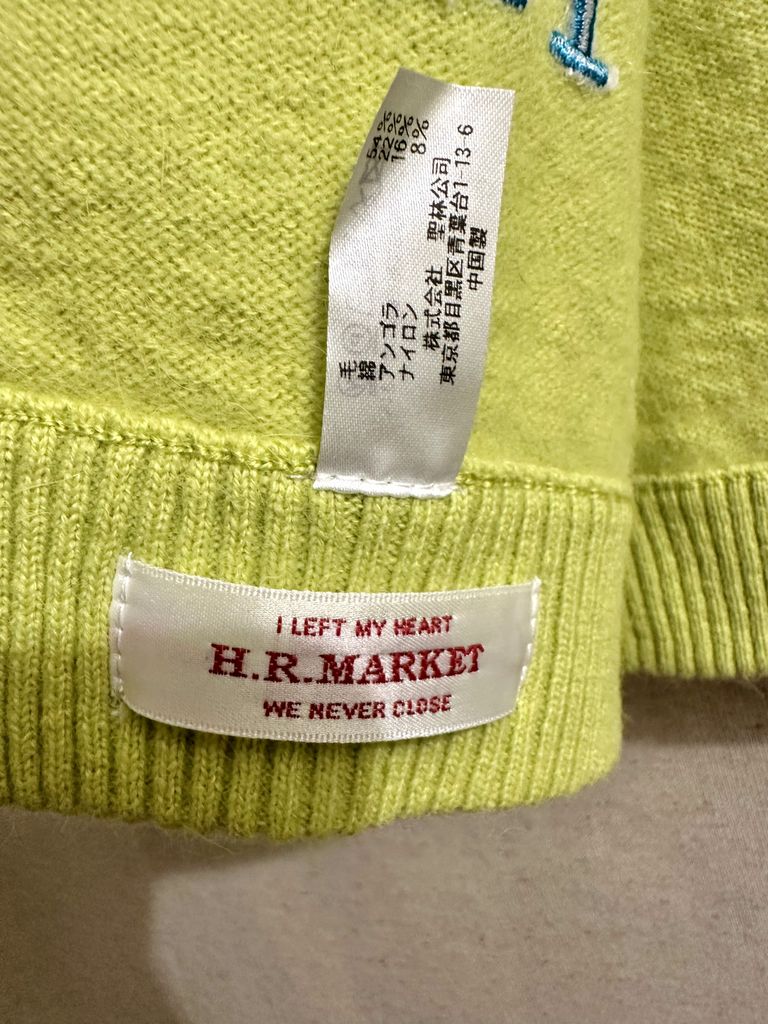 毛 54%
綿 22%
アンゴラ 16%
ナイロン 8%
株式会社 聖林公司
東京都目黒区青葉台1-13-6
中国製
I LEFT MY HEART
H.R.MARKET
WE NEVER CLOSE